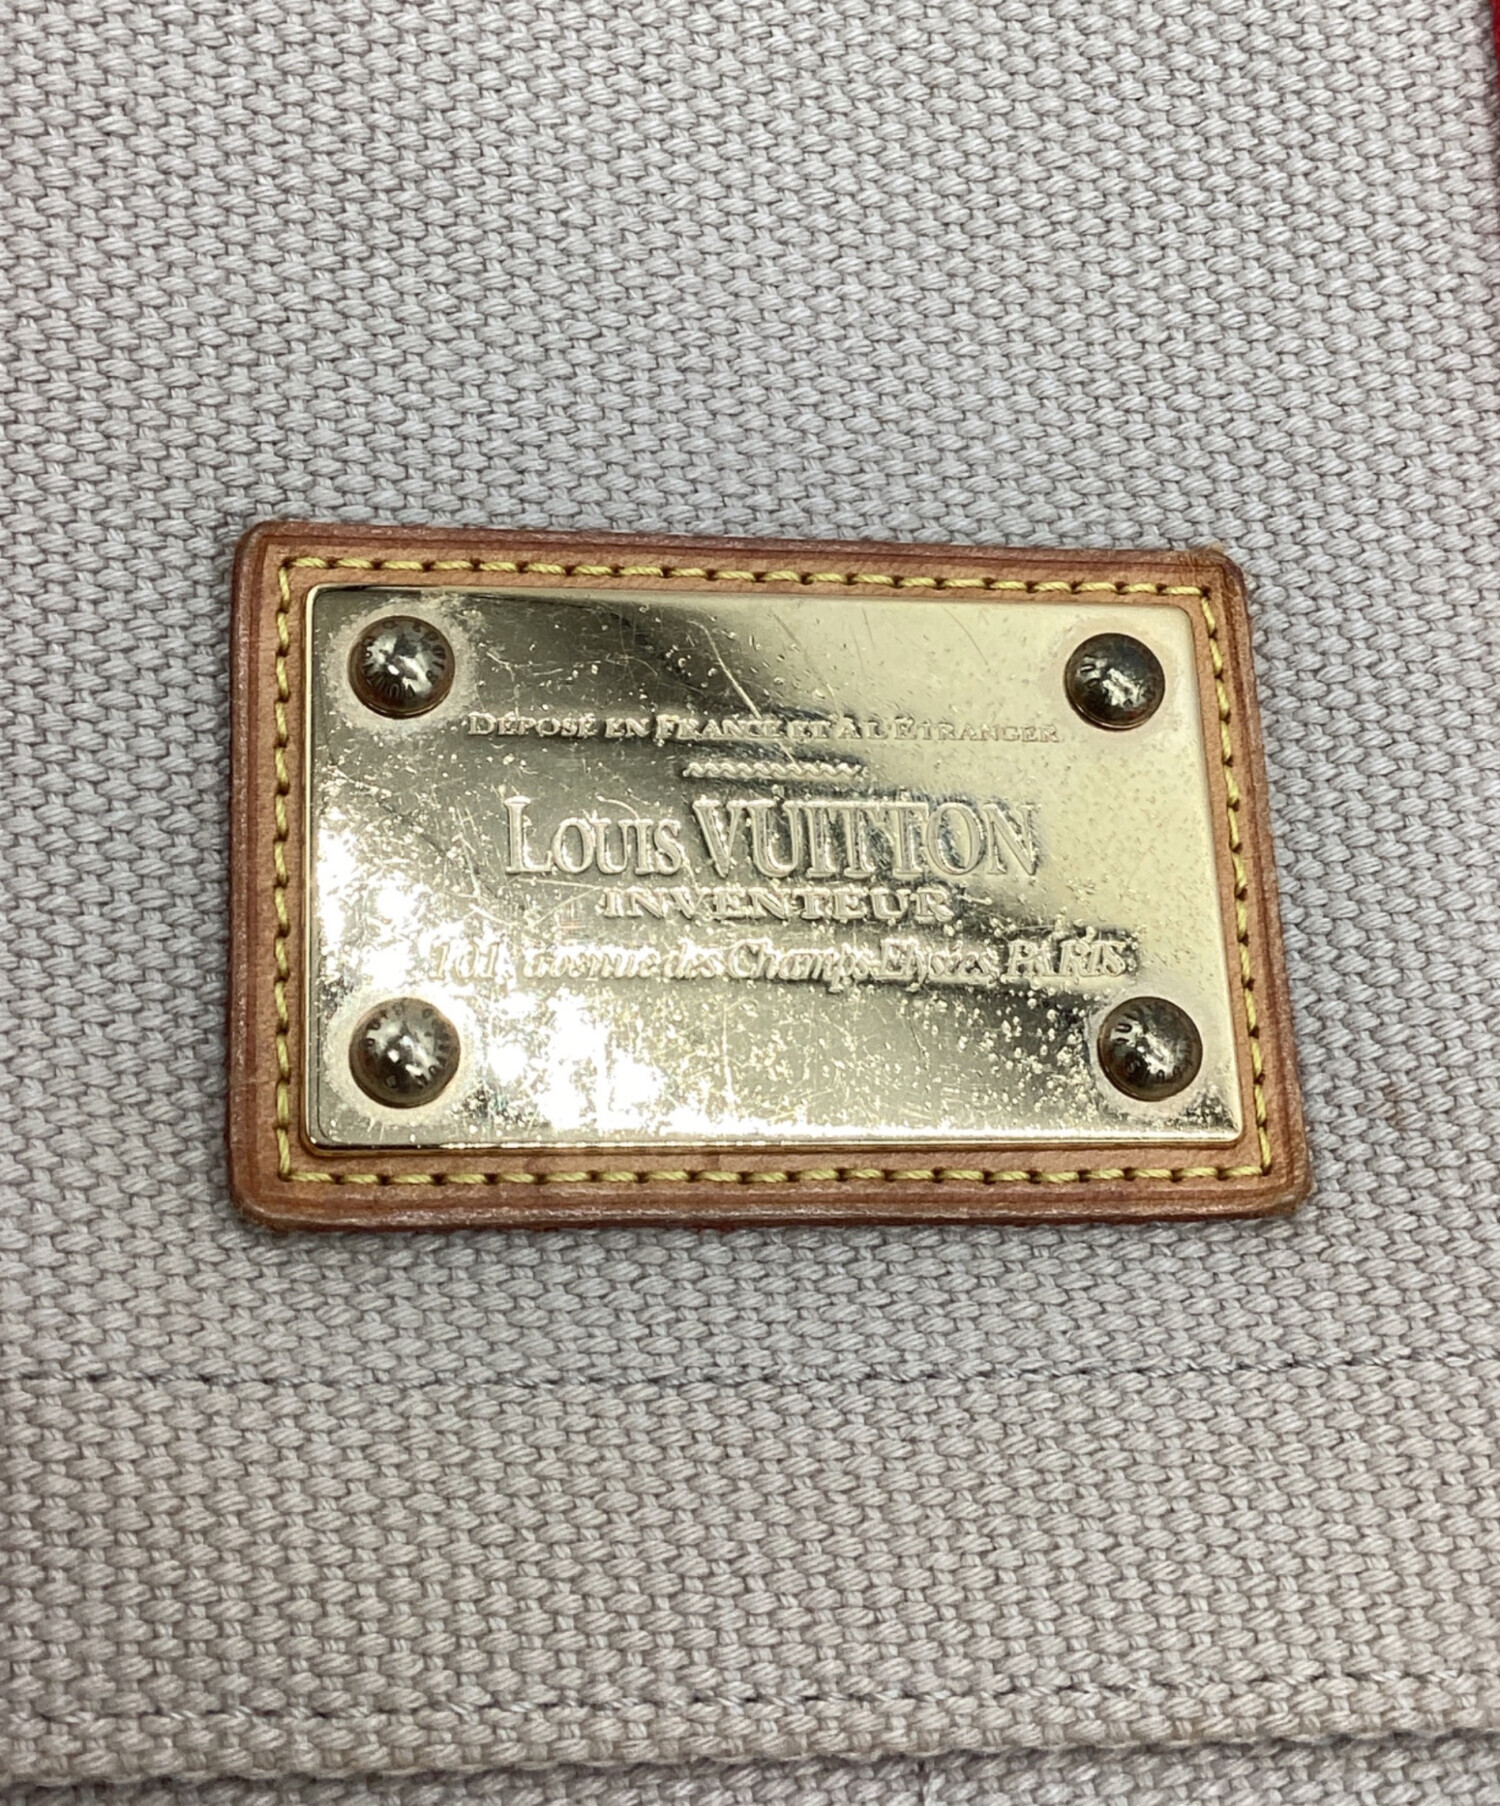 DÉPOSÉ EN FRANCE ET À L'ÉTRANGER
LOUIS VUITTON
INVENTEUR
101, avenue des Champs-Elysées PARIS